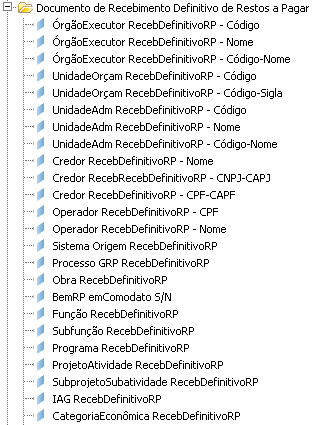 Documento de Recebimento Definitivo de Restos a Pagar
ÓrgãoExecutor RecebDefinitivoRP - Código
ÓrgãoExecutor RecebDefinitivoRP - Nome
ÓrgãoExecutor RecebDefinitivoRP - Código-Nome
UnidadeOrçam RecebDefinitivoRP - Código
UnidadeOrçam RecebDefinitivoRP - Código-Sigla
UnidadeAdm RecebDefinitivoRP - Código
UnidadeAdm RecebDefinitivoRP - Nome
UnidadeAdm RecebDefinitivoRP - Código-Nome
Credor RecebDefinitivoRP - Nome
Credor RecebRecebDefinitivoRP - CNPJ-CAPJ
Credor RecebDefinitivoRP - CPF-CAPF
Operador RecebDefinitivoRP - CPF
Operador RecebDefinitivoRP - Nome
Sistema Origem RecebDefinitivoRP
Processo GRP RecebDefinitivoRP
Obra RecebDefinitivoRP
BemRP emComodato S/N
Função RecebDefinitivoRP
Subfunção RecebDefinitivoRP
Programa RecebDefinitivoRP
ProjetoAtividade RecebDefinitivoRP
SubprojetoSubatividade RecebDefinitivoRP
IAG RecebDefinitivoRP
CategoriaEconômica RecebDefinitivoRP